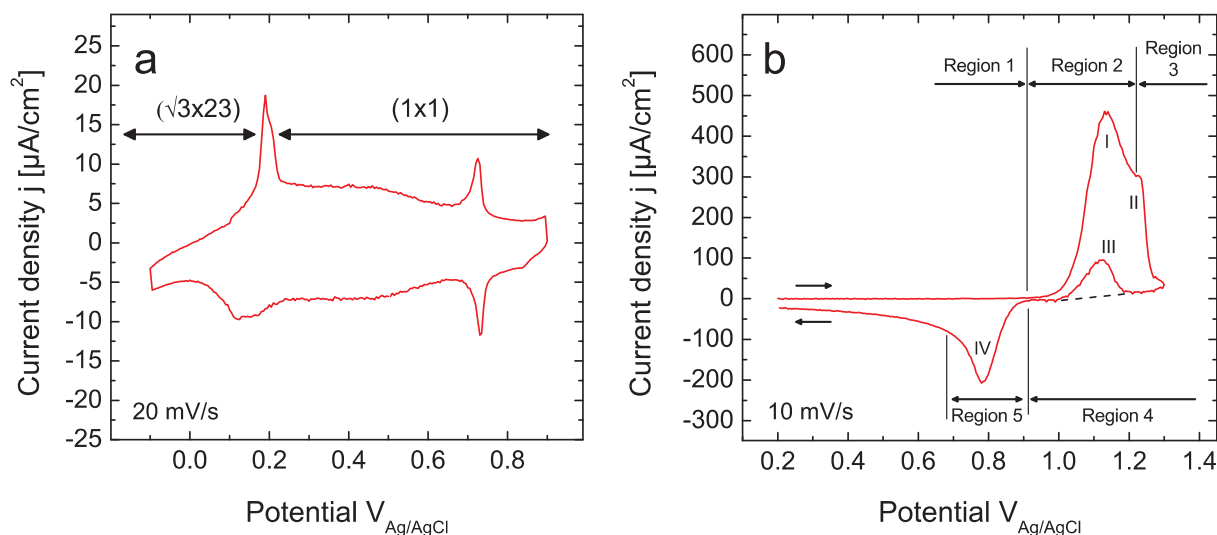 a
Current density j [µA/cm²]
25
20
15
10
5
0
-5
-10
-15
-20
-25
(√3x23)
(1x1)
20 mV/s
0.0 0.2 0.4 0.6 0.8
Potential V_Ag/AgCl
b
Current density j [µA/cm²]
600
500
400
300
200
100
0
-100
-200
-300
Region 1
Region 2
Region
3
I
II
III
IV
Region 5
Region 4
10 mV/s
0.2 0.4 0.6 0.8 1.0 1.2 1.4
Potential V_Ag/AgCl